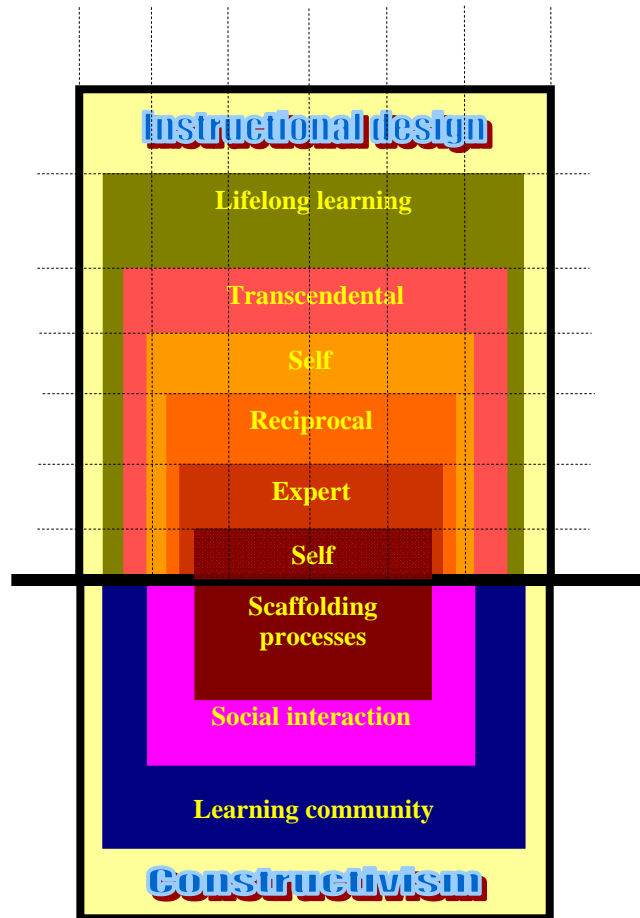 Instructional design
Lifelong learning
Transcendental
Self
Reciprocal
Expert
Self
Scaffolding
processes
Social interaction
Learning community
Constructivism